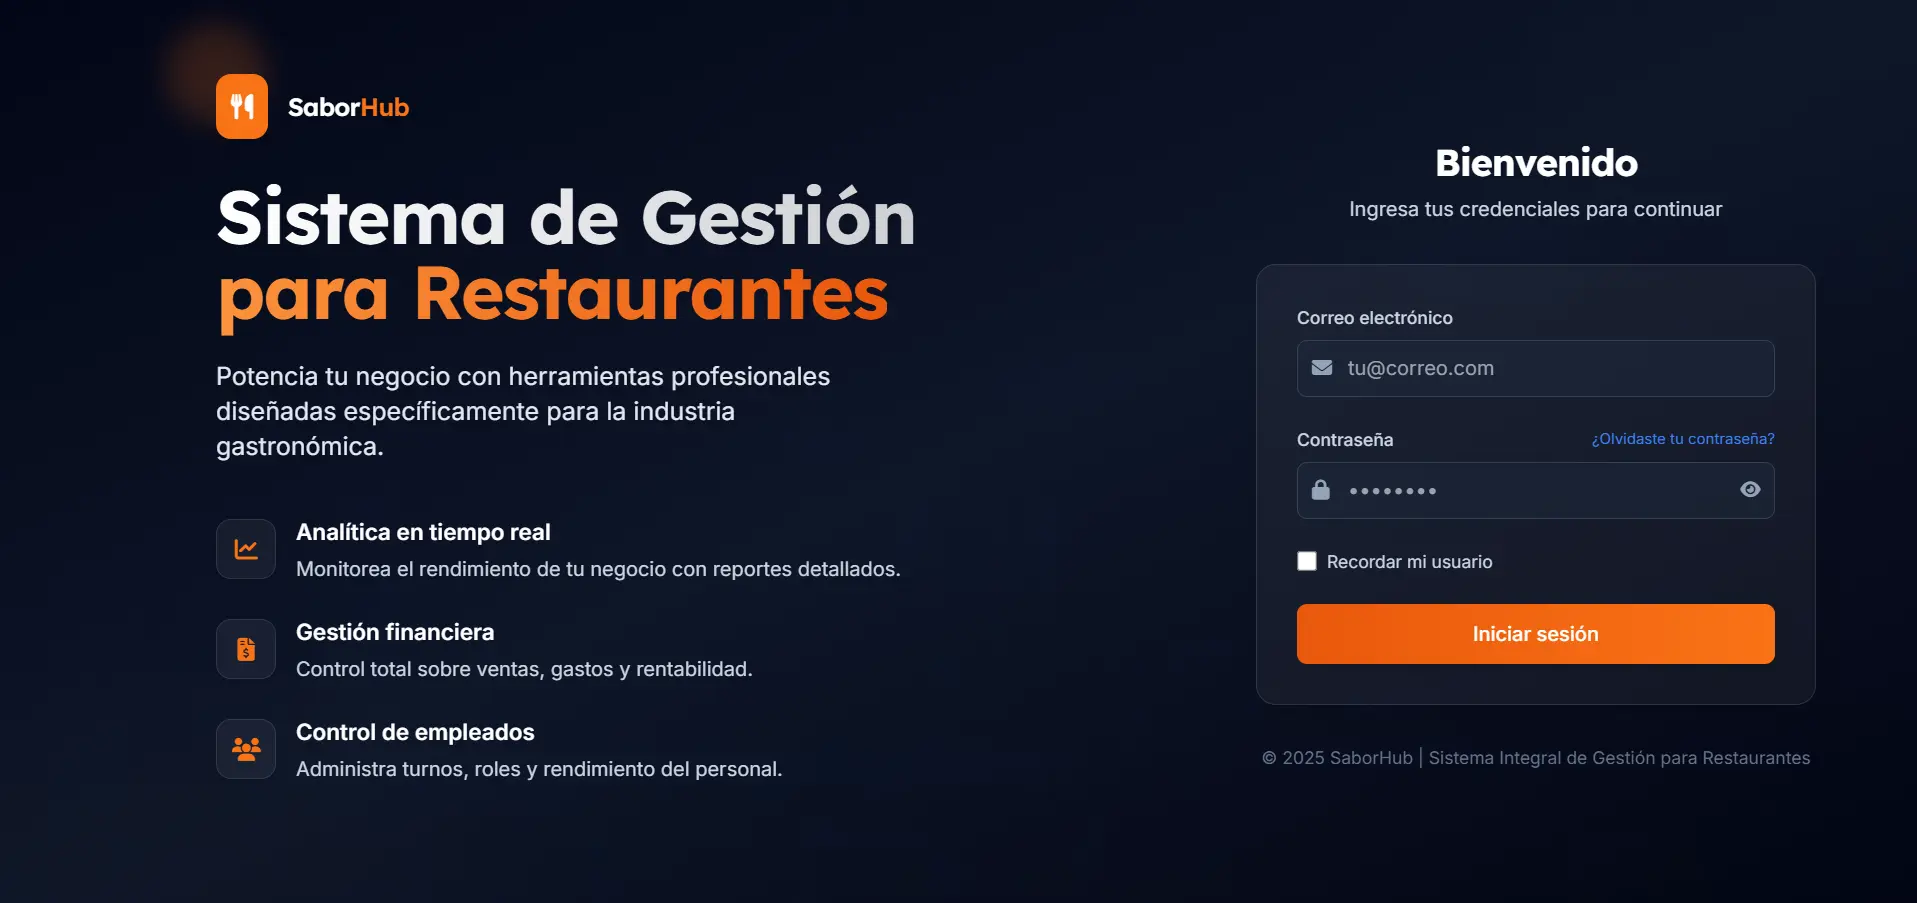 SaborHub
Sistema de Gestión
para Restaurantes
Potencia tu negocio con herramientas profesionales
diseñadas específicamente para la industria
gastronómica.
Analítica en tiempo real
Monitorea el rendimiento de tu negocio con reportes detallados.
Gestión financiera
Control total sobre ventas, gastos y rentabilidad.
Control de empleados
Administra turnos, roles y rendimiento del personal.
Bienvenido
Ingresa tus credenciales para continuar
Correo electrónico
tu@correo.com
Contraseña ¿Olvidaste tu contraseña?
••••••••
Recordar mi usuario
Iniciar sesión
© 2025 SaborHub | Sistema Integral de Gestión para Restaurantes